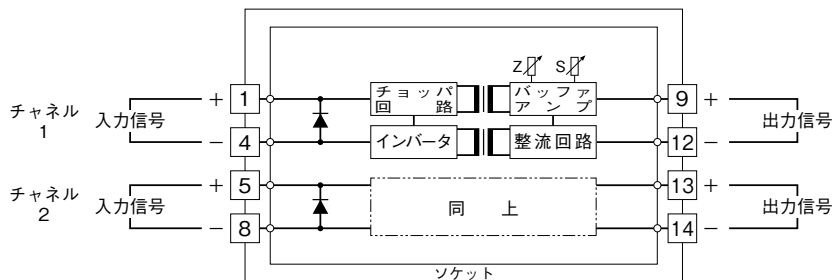 Z S
+ 1 チョッパ回路 バッファアンプ 9 +
チャネル1 入力信号 出力信号
− 4 インバータ 整流回路 12 −
+ 5 13 +
チャネル2 入力信号 同上 出力信号
− 8 14 −
ソケット